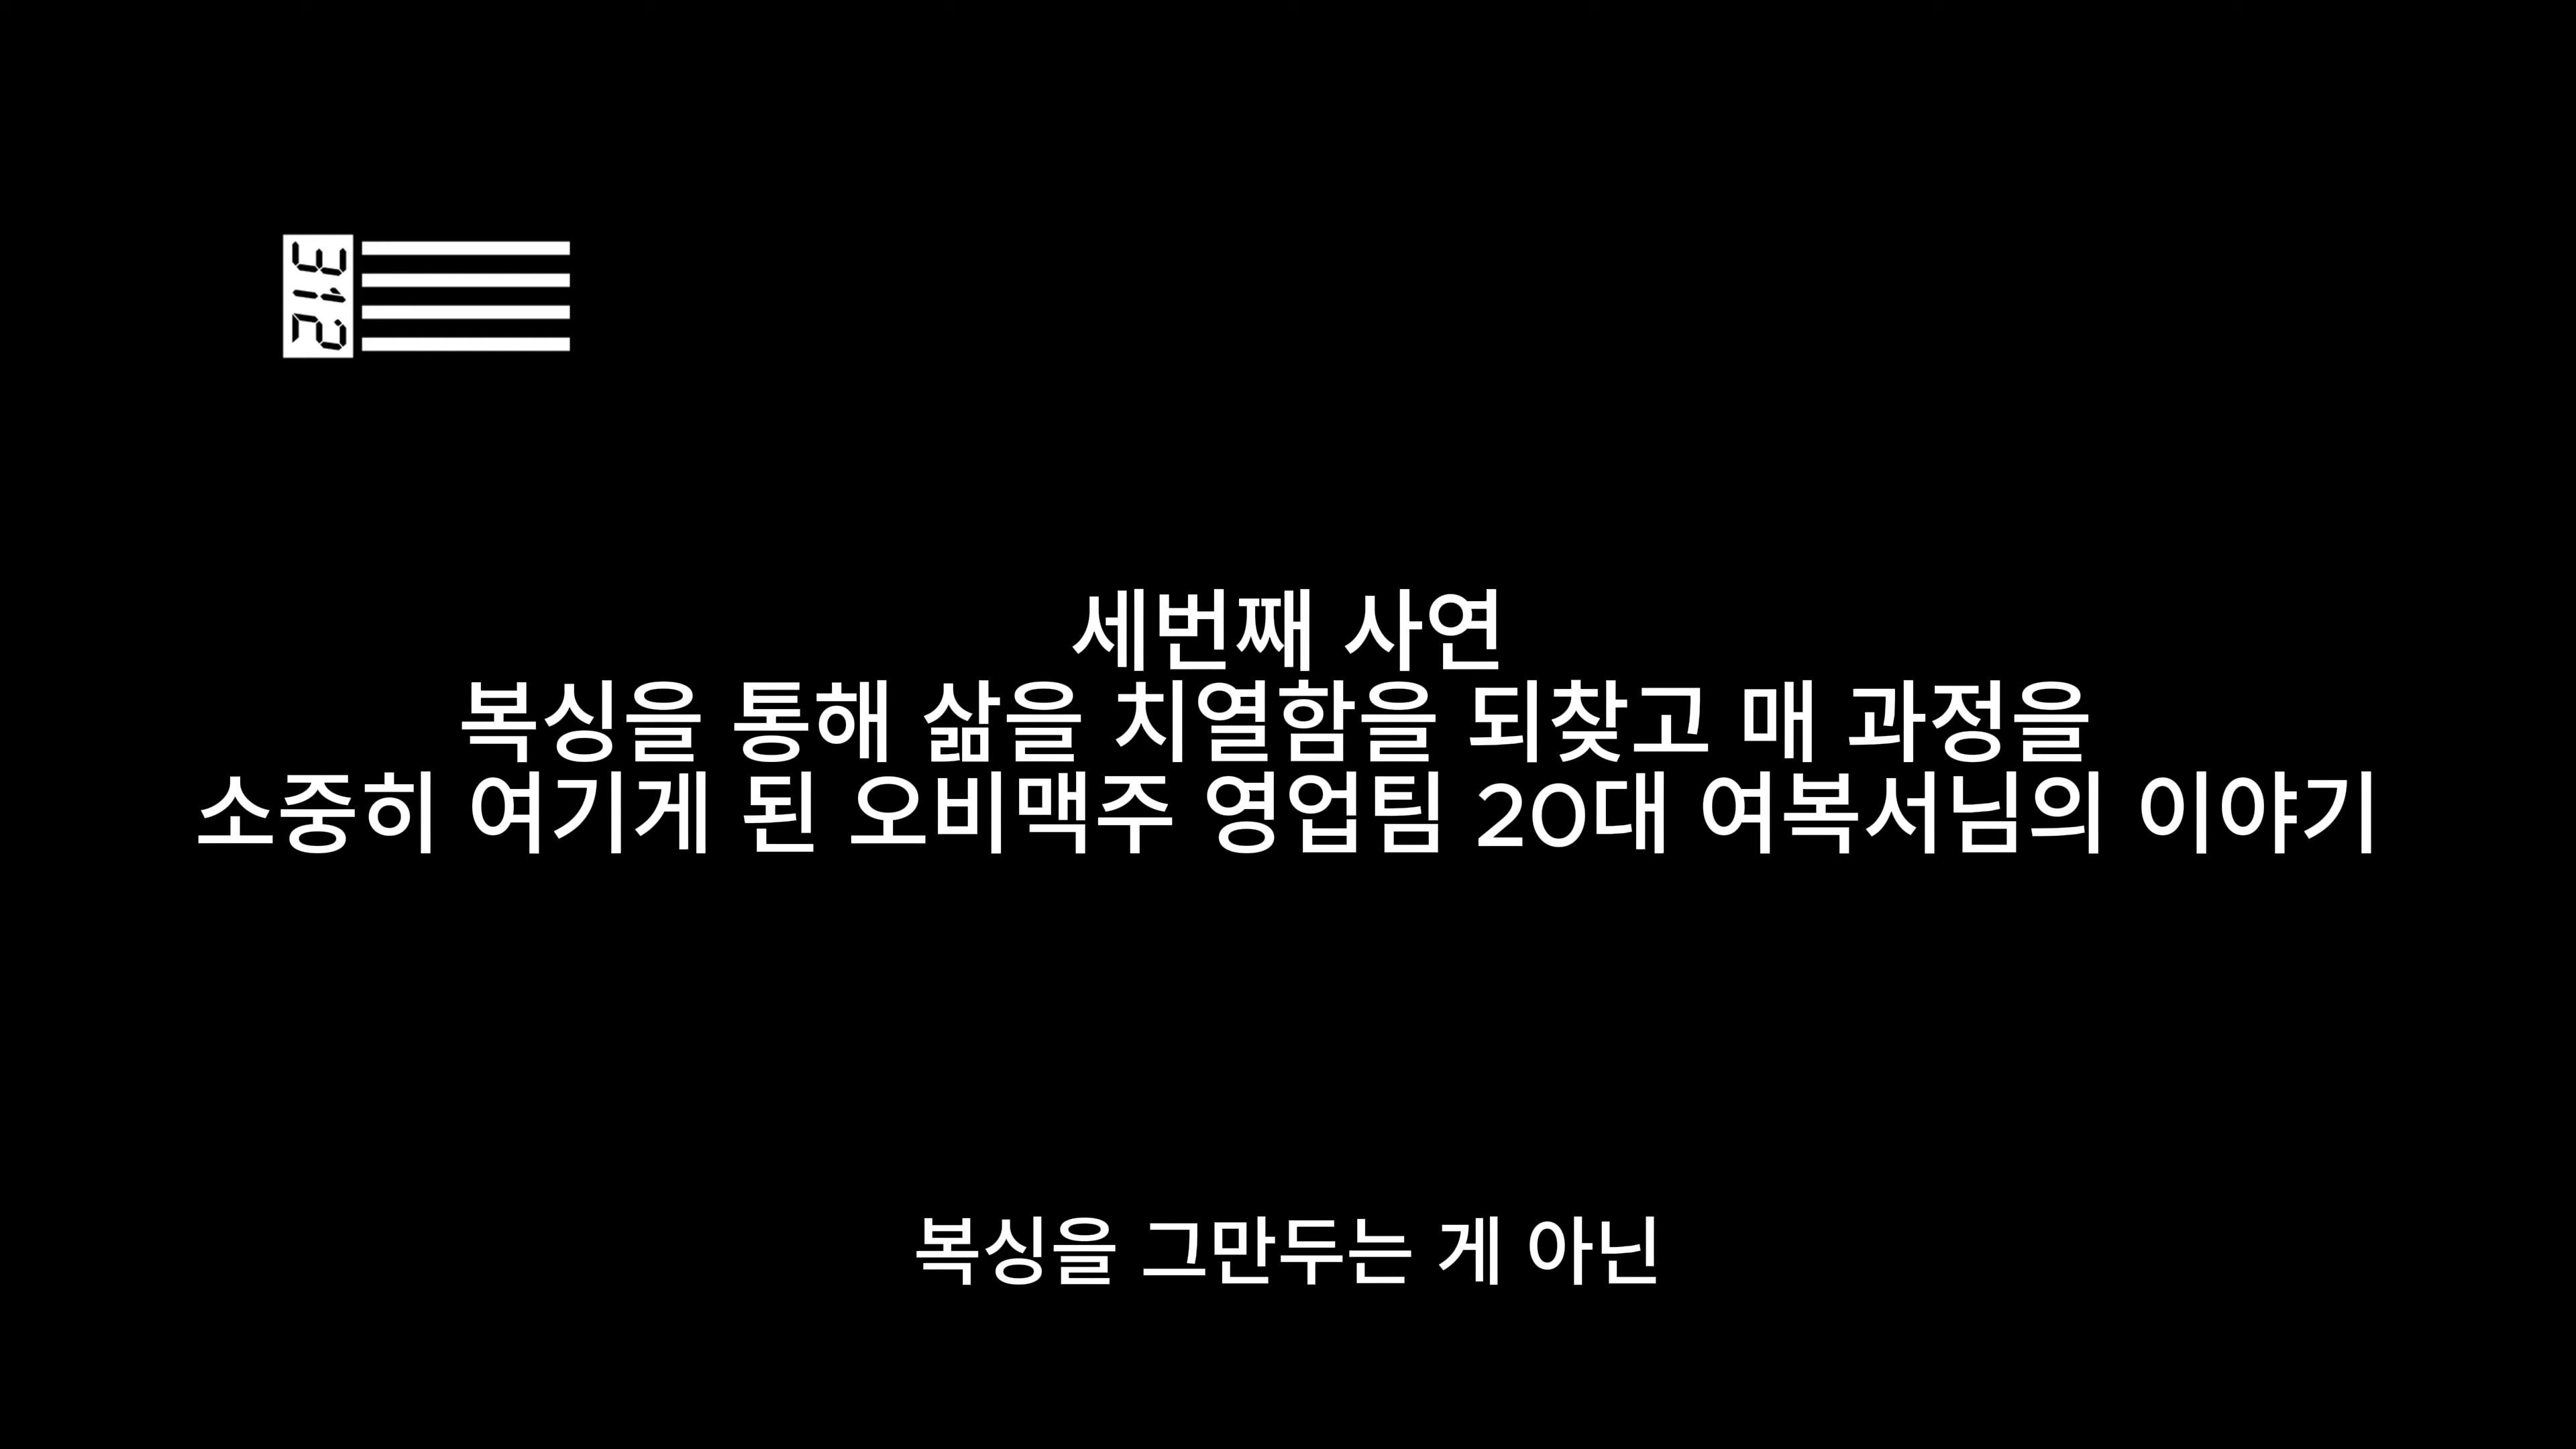 312
세번째 사연
복싱을 통해 삶을 치열함을 되찾고 매 과정을
소중히 여기게 된 오비맥주 영업팀 20대 여복서님의 이야기
복싱을 그만두는 게 아닌